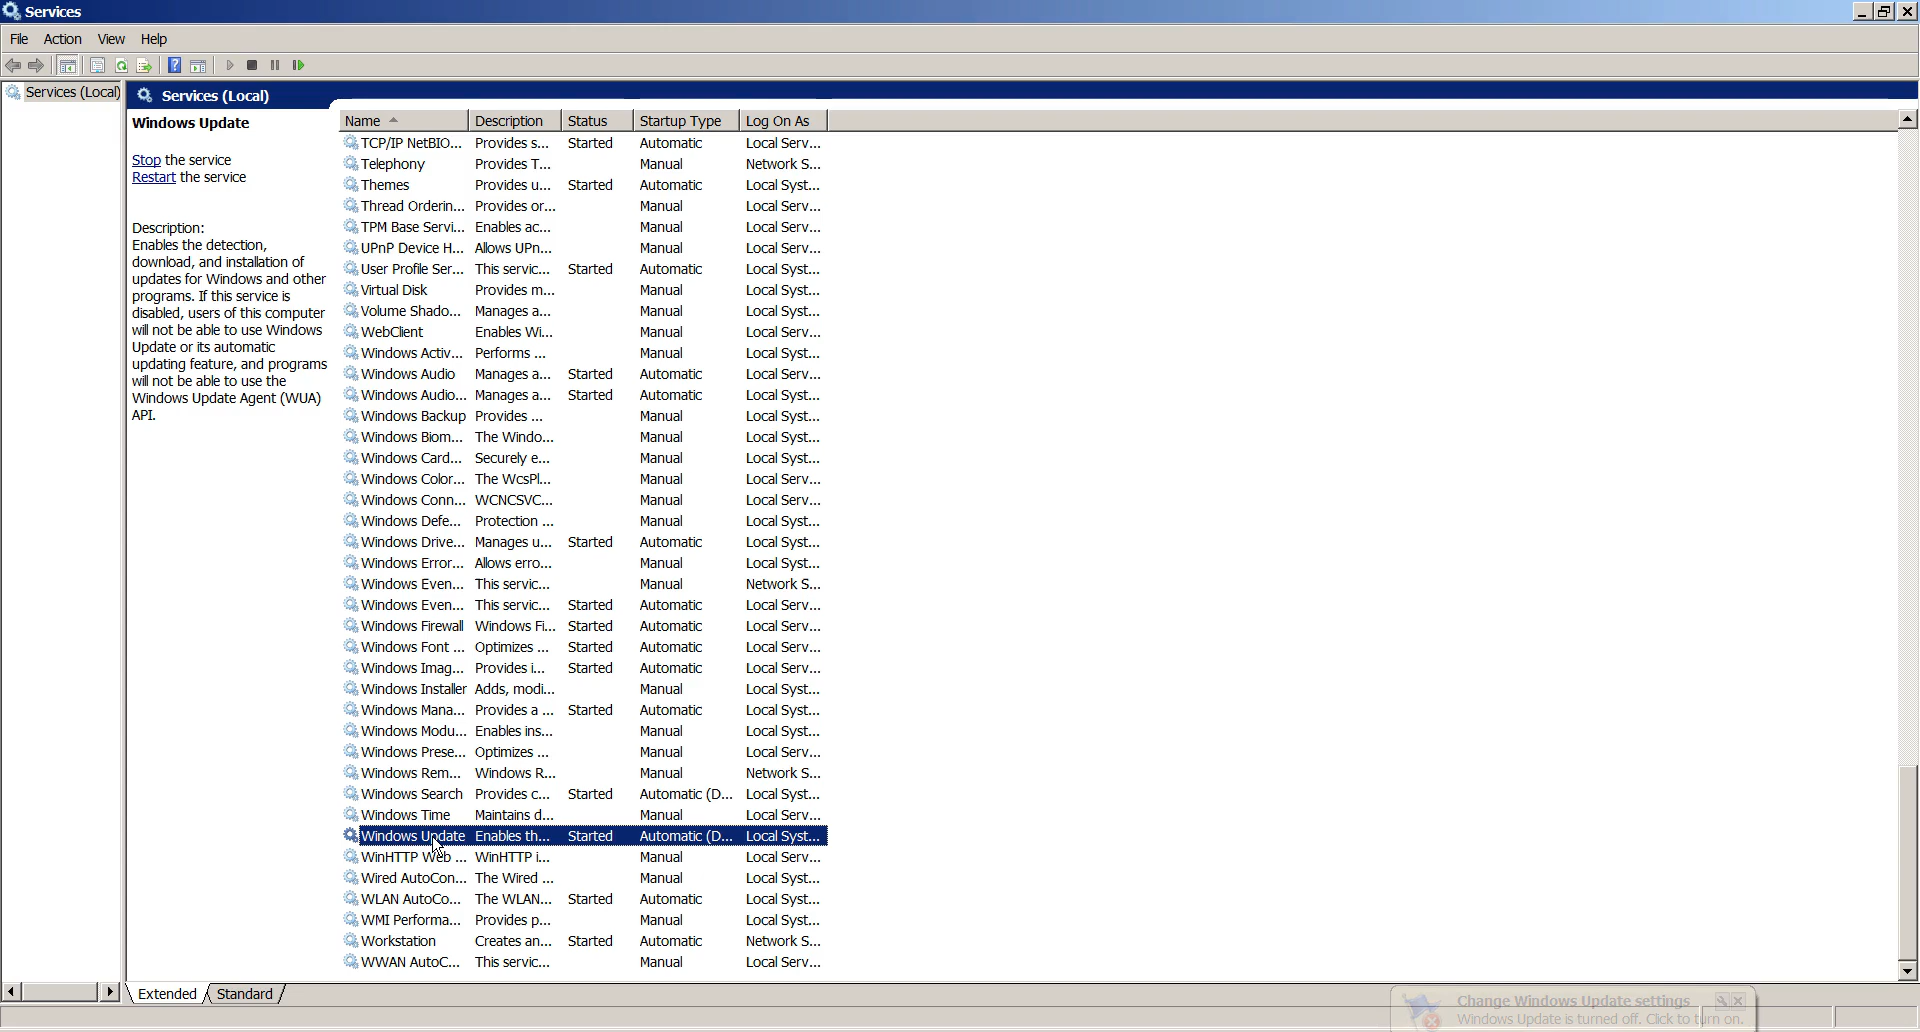 Services
File Action View Help
Services (Local)
Services (Local)
Windows Update
Stop the service
Restart the service
Description:
Enables the detection,
download, and installation of
updates for Windows and other
programs. If this service is
disabled, users of this computer
will not be able to use Windows
Update or its automatic
updating feature, and programs
will not be able to use the
Windows Update Agent (WUA)
API.
Name Description Status Startup Type Log On As
TCP/IP NetBIO... Provides s... Started Automatic Local Serv...
Telephony Provides T... Manual Network S...
Themes Provides u... Started Automatic Local Syst...
Thread Orderin... Provides or... Manual Local Serv...
TPM Base Servi... Enables ac... Manual Local Serv...
UPnP Device H... Allows UPn... Manual Local Serv...
User Profile Ser... This servic... Started Automatic Local Syst...
Virtual Disk Provides m... Manual Local Syst...
Volume Shado... Manages a... Manual Local Syst...
WebClient Enables Wi... Manual Local Serv...
Windows Activ... Performs ... Manual Local Syst...
Windows Audio Manages a... Started Automatic Local Serv...
Windows Audio... Manages a... Started Automatic Local Syst...
Windows Backup Provides ... Manual Local Syst...
Windows Biom... The Windo... Manual Local Syst...
Windows Card... Securely e... Manual Local Syst...
Windows Color... The WcsPl... Manual Local Serv...
Windows Conn... WCNCSVC... Manual Local Serv...
Windows Defe... Protection ... Manual Local Syst...
Windows Drive... Manages u... Started Automatic Local Syst...
Windows Error... Allows erro... Manual Local Syst...
Windows Even... This servic... Manual Network S...
Windows Even... This servic... Started Automatic Local Serv...
Windows Firewall Windows Fi... Started Automatic Local Serv...
Windows Font ... Optimizes ... Started Automatic Local Serv...
Windows Imag... Provides i... Started Automatic Local Serv...
Windows Installer Adds, modi... Manual Local Syst...
Windows Mana... Provides a ... Started Automatic Local Syst...
Windows Modu... Enables ins... Manual Local Syst...
Windows Prese... Optimizes ... Manual Local Serv...
Windows Rem... Windows R... Manual Network S...
Windows Search Provides c... Started Automatic (D... Local Syst...
Windows Time Maintains d... Manual Local Serv...
Windows Update Enables th... Started Automatic (D... Local Syst...
WinHTTP Web ... WinHTTP i... Manual Local Serv...
Wired AutoCon... The Wired ... Manual Local Syst...
WLAN AutoCo... The WLAN... Started Automatic Local Syst...
WMI Performa... Provides p... Manual Local Syst...
Workstation Creates an... Started Automatic Network S...
WWAN AutoC... This servic... Manual Local Serv...
Extended Standard
Change Windows Update settings
Windows Update is turned off. Click to turn on.